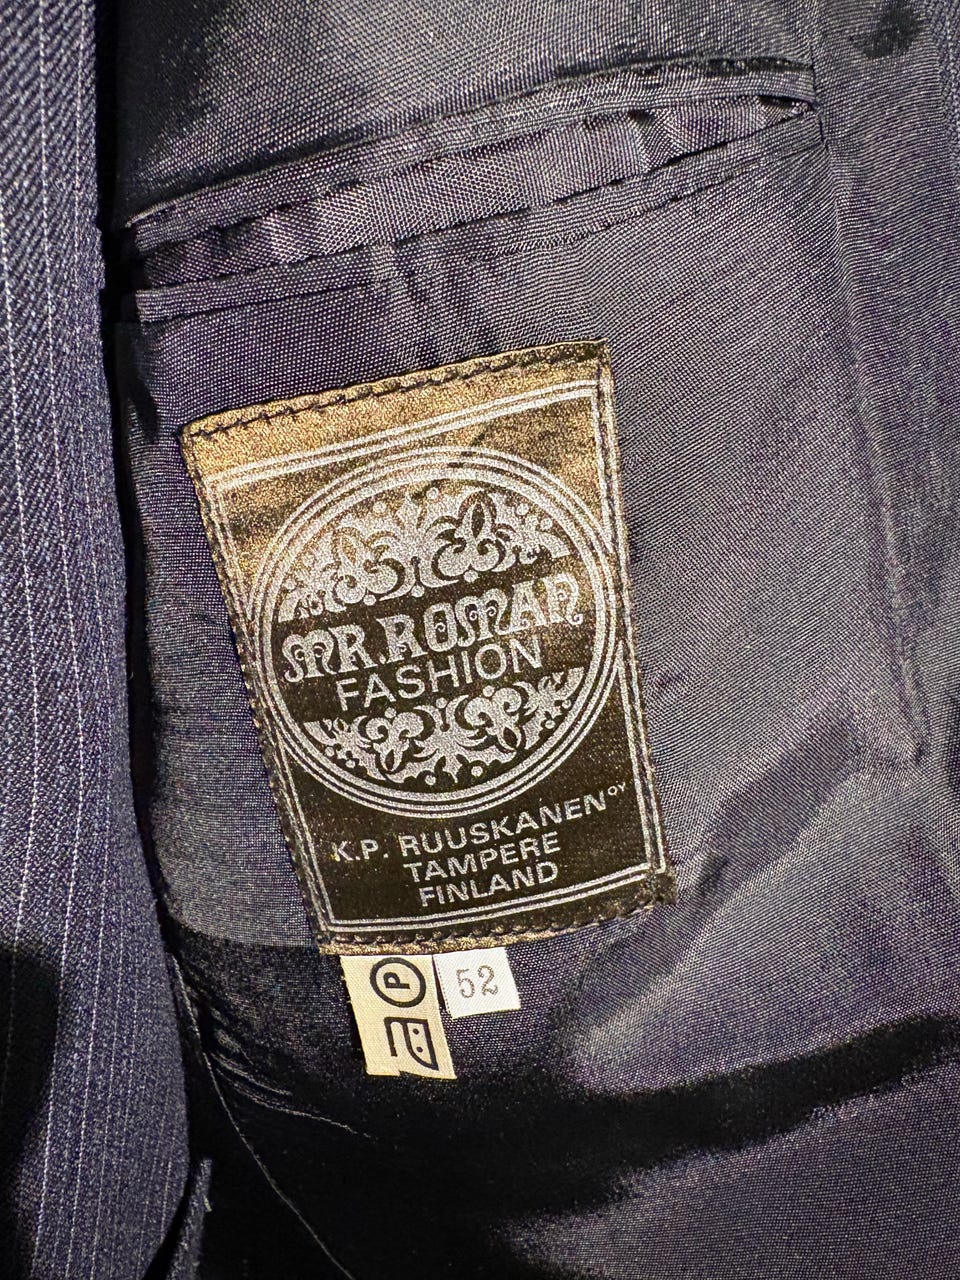 MR.ROMAN
FASHION
K.P. RUUSKANEN OY
TAMPERE
FINLAND
P
52